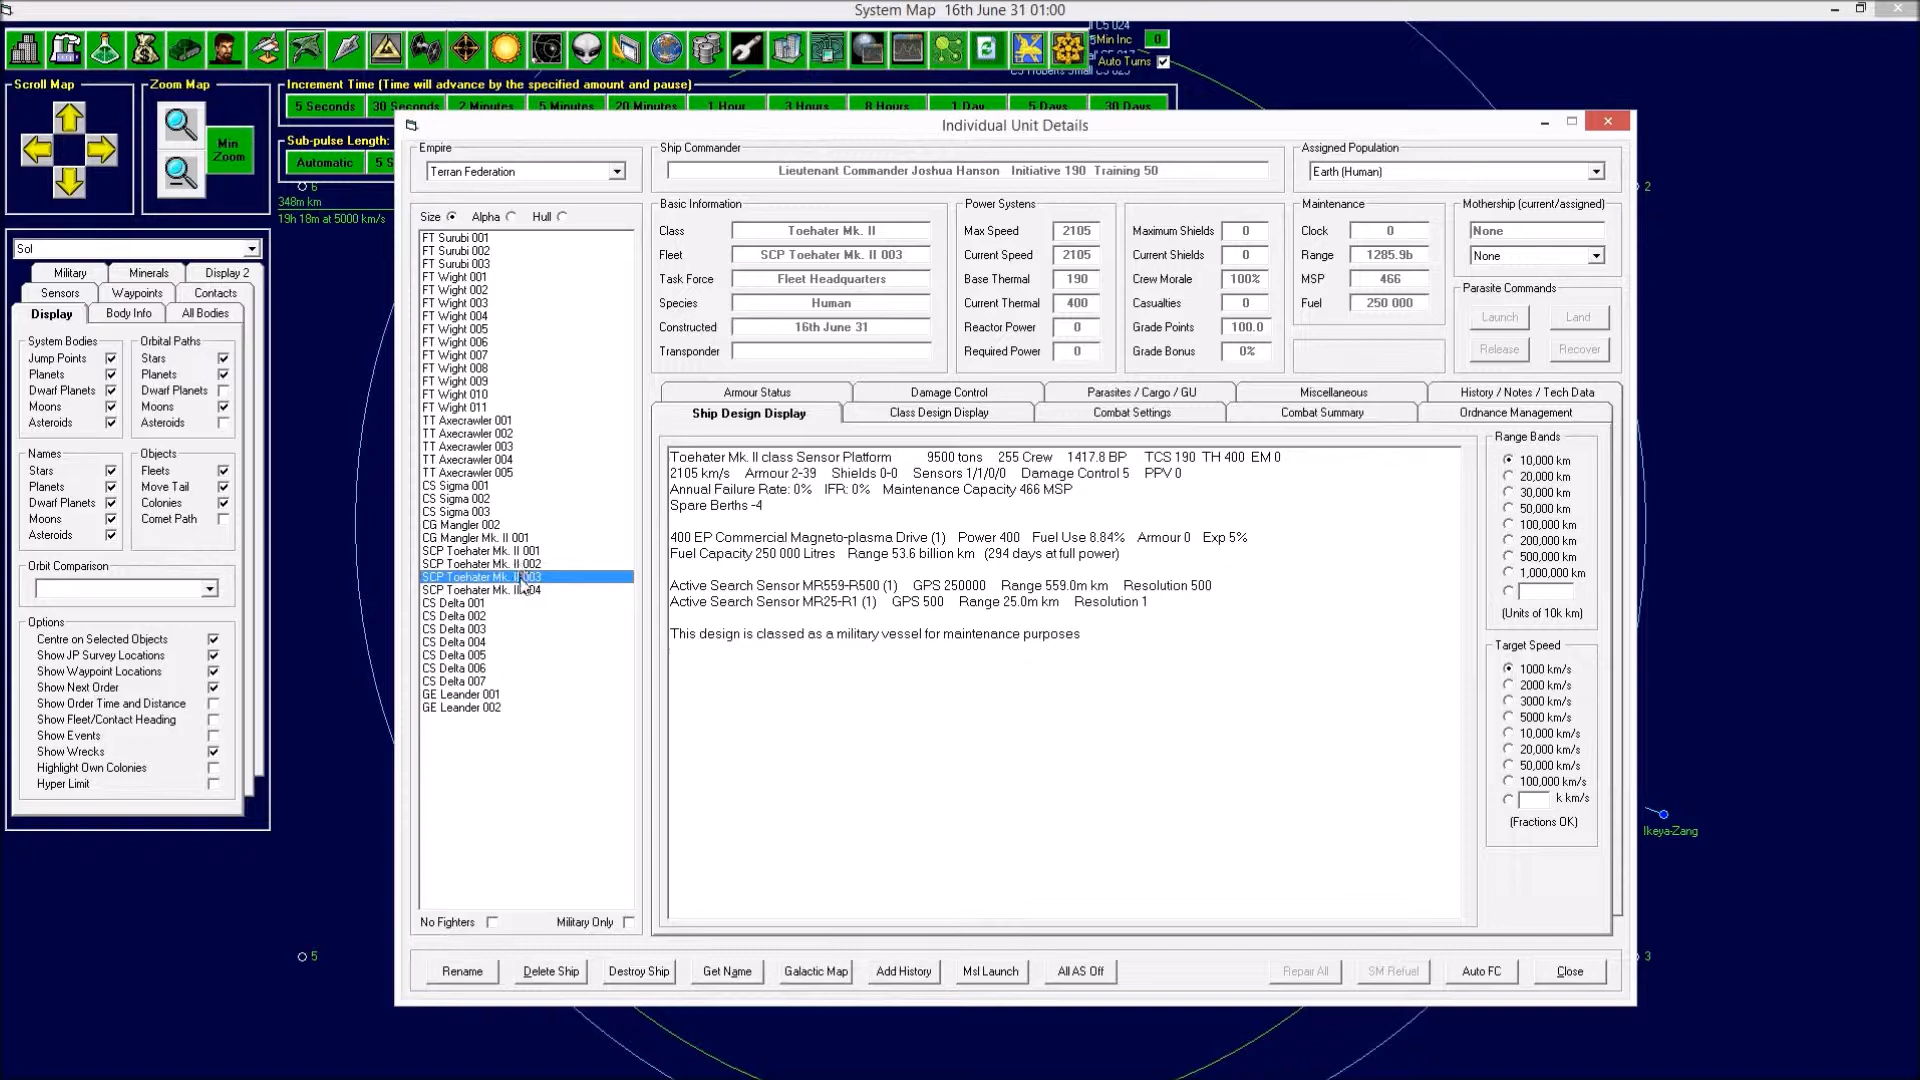 System Map 16th June 31 01:00
Min Inc 0
Auto Turns
Scroll Map
Zoom Map
Min Zoom
Increment Time (Time will advance by the specified amount and pause)
5 Seconds 30 Seconds 2 Minutes 5 Minutes 20 Minutes 1 Hour 3 Hours 8 Hours 1 Day 5 Days 30 Days
Sub-pulse Length:
Automatic 5 S
6
348m km
19h 18m at 5000 km/s
2
5
3
Ikeya-Zang
Sol
Military Minerals Display 2
Sensors Waypoints Contacts
Display Body Info All Bodies
System Bodies
Jump Points
Planets
Dwarf Planets
Moons
Asteroids
Orbital Paths
Stars
Planets
Dwarf Planets
Moons
Asteroids
Names
Stars
Planets
Dwarf Planets
Moons
Asteroids
Objects
Fleets
Move Tail
Colonies
Comet Path
Orbit Comparison
Options
Centre on Selected Objects
Show JP Survey Locations
Show Waypoint Locations
Show Next Order
Show Order Time and Distance
Show Fleet/Contact Heading
Show Events
Show Wrecks
Highlight Own Colonies
Hyper Limit
Individual Unit Details
Empire
Terran Federation
Ship Commander
Lieutenant Commander Joshua Hanson Initiative 190 Training 50
Assigned Population
Earth (Human)
Size Alpha Hull
FT Surubi 001
FT Surubi 002
FT Surubi 003
FT Wight 001
FT Wight 002
FT Wight 003
FT Wight 004
FT Wight 005
FT Wight 006
FT Wight 007
FT Wight 008
FT Wight 009
FT Wight 010
FT Wight 011
TT Axecrawler 001
TT Axecrawler 002
TT Axecrawler 003
TT Axecrawler 004
TT Axecrawler 005
CS Sigma 001
CS Sigma 002
CS Sigma 003
CG Mangler 002
CG Mangler Mk. II 001
SCP Toehater Mk. II 001
SCP Toehater Mk. II 002
SCP Toehater Mk. II 003
SCP Toehater Mk. II 004
CS Delta 001
CS Delta 002
CS Delta 003
CS Delta 004
CS Delta 005
CS Delta 006
CS Delta 007
GE Leander 001
GE Leander 002
No Fighters Military Only
Basic Information
Class Toehater Mk. II
Fleet SCP Toehater Mk. II 003
Task Force Fleet Headquarters
Species Human
Constructed 16th June 31
Transponder
Power Systens
Max Speed 2105
Current Speed 2105
Base Thermal 190
Current Thermal 400
Reactor Power 0
Required Power 0
Maximum Shields 0
Current Shields 0
Crew Morale 100%
Casualties 0
Grade Points 100.0
Grade Bonus 0%
Maintenance
Clock 0
Range 1285.9b
MSP 466
Fuel 250 000
Mothership (current/assigned)
None
None
Parasite Commands
Launch Land
Release Recover
Armour Status Damage Control Parasites / Cargo / GU Miscellaneous History / Notes / Tech Data
Ship Design Display Class Design Display Combat Settings Combat Summary Ordnance Management
Toehater Mk. II class Sensor Platform 9500 tons 255 Crew 1417.8 BP TCS 190 TH 400 EM 0
2105 km/s Armour 2-39 Shields 0-0 Sensors 1/1/0/0 Damage Control 5 PPV 0
Annual Failure Rate: 0% IFR: 0% Maintenance Capacity 466 MSP
Spare Berths -4
400 EP Commercial Magneto-plasma Drive (1) Power 400 Fuel Use 8.84% Armour 0 Exp 5%
Fuel Capacity 250 000 Litres Range 53.6 billion km (294 days at full power)
Active Search Sensor MR559-R500 (1) GPS 250000 Range 559.0m km Resolution 500
Active Search Sensor MR25-R1 (1) GPS 500 Range 25.0m km Resolution 1
This design is classed as a military vessel for maintenance purposes
Range Bands
10,000 km
20,000 km
30,000 km
50,000 km
100,000 km
200,000 km
500,000 km
1,000,000 km
(Units of 10k km)
Target Speed
1000 km/s
2000 km/s
3000 km/s
5000 km/s
10,000 km/s
20,000 km/s
50,000 km/s
100,000 km/s
k km/s
(Fractions OK)
Rename Delete Ship Destroy Ship Get Name Galactic Map Add History Msl Launch All AS Off Repair All SM Refuel Auto FC Close